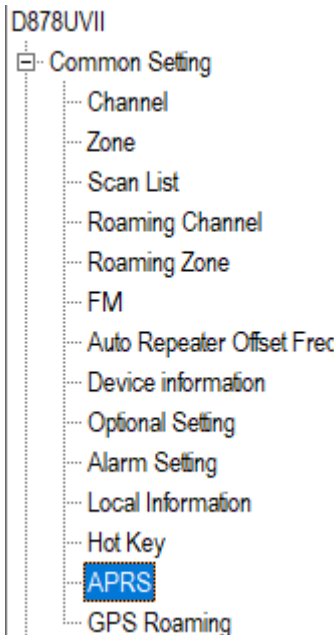 D878UVII
Common Setting
Channel
Zone
Scan List
Roaming Channel
Roaming Zone
FM
Auto Repeater Offset Freq
Device information
Optional Setting
Alarm Setting
Local Information
Hot Key
APRS
GPS Roaming